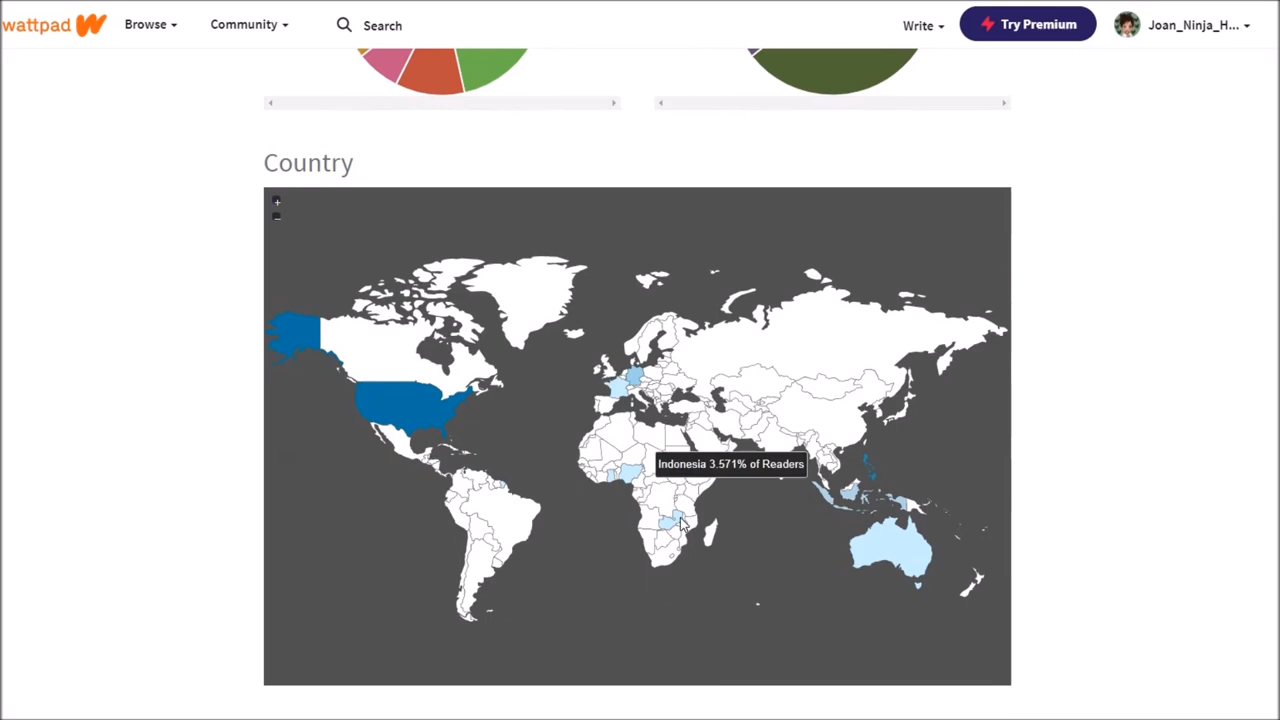 wattpad
Browse
Community
Search
Write
Try Premium
Joan_Ninja_H...
Country
+
-
Indonesia 3.571% of Readers